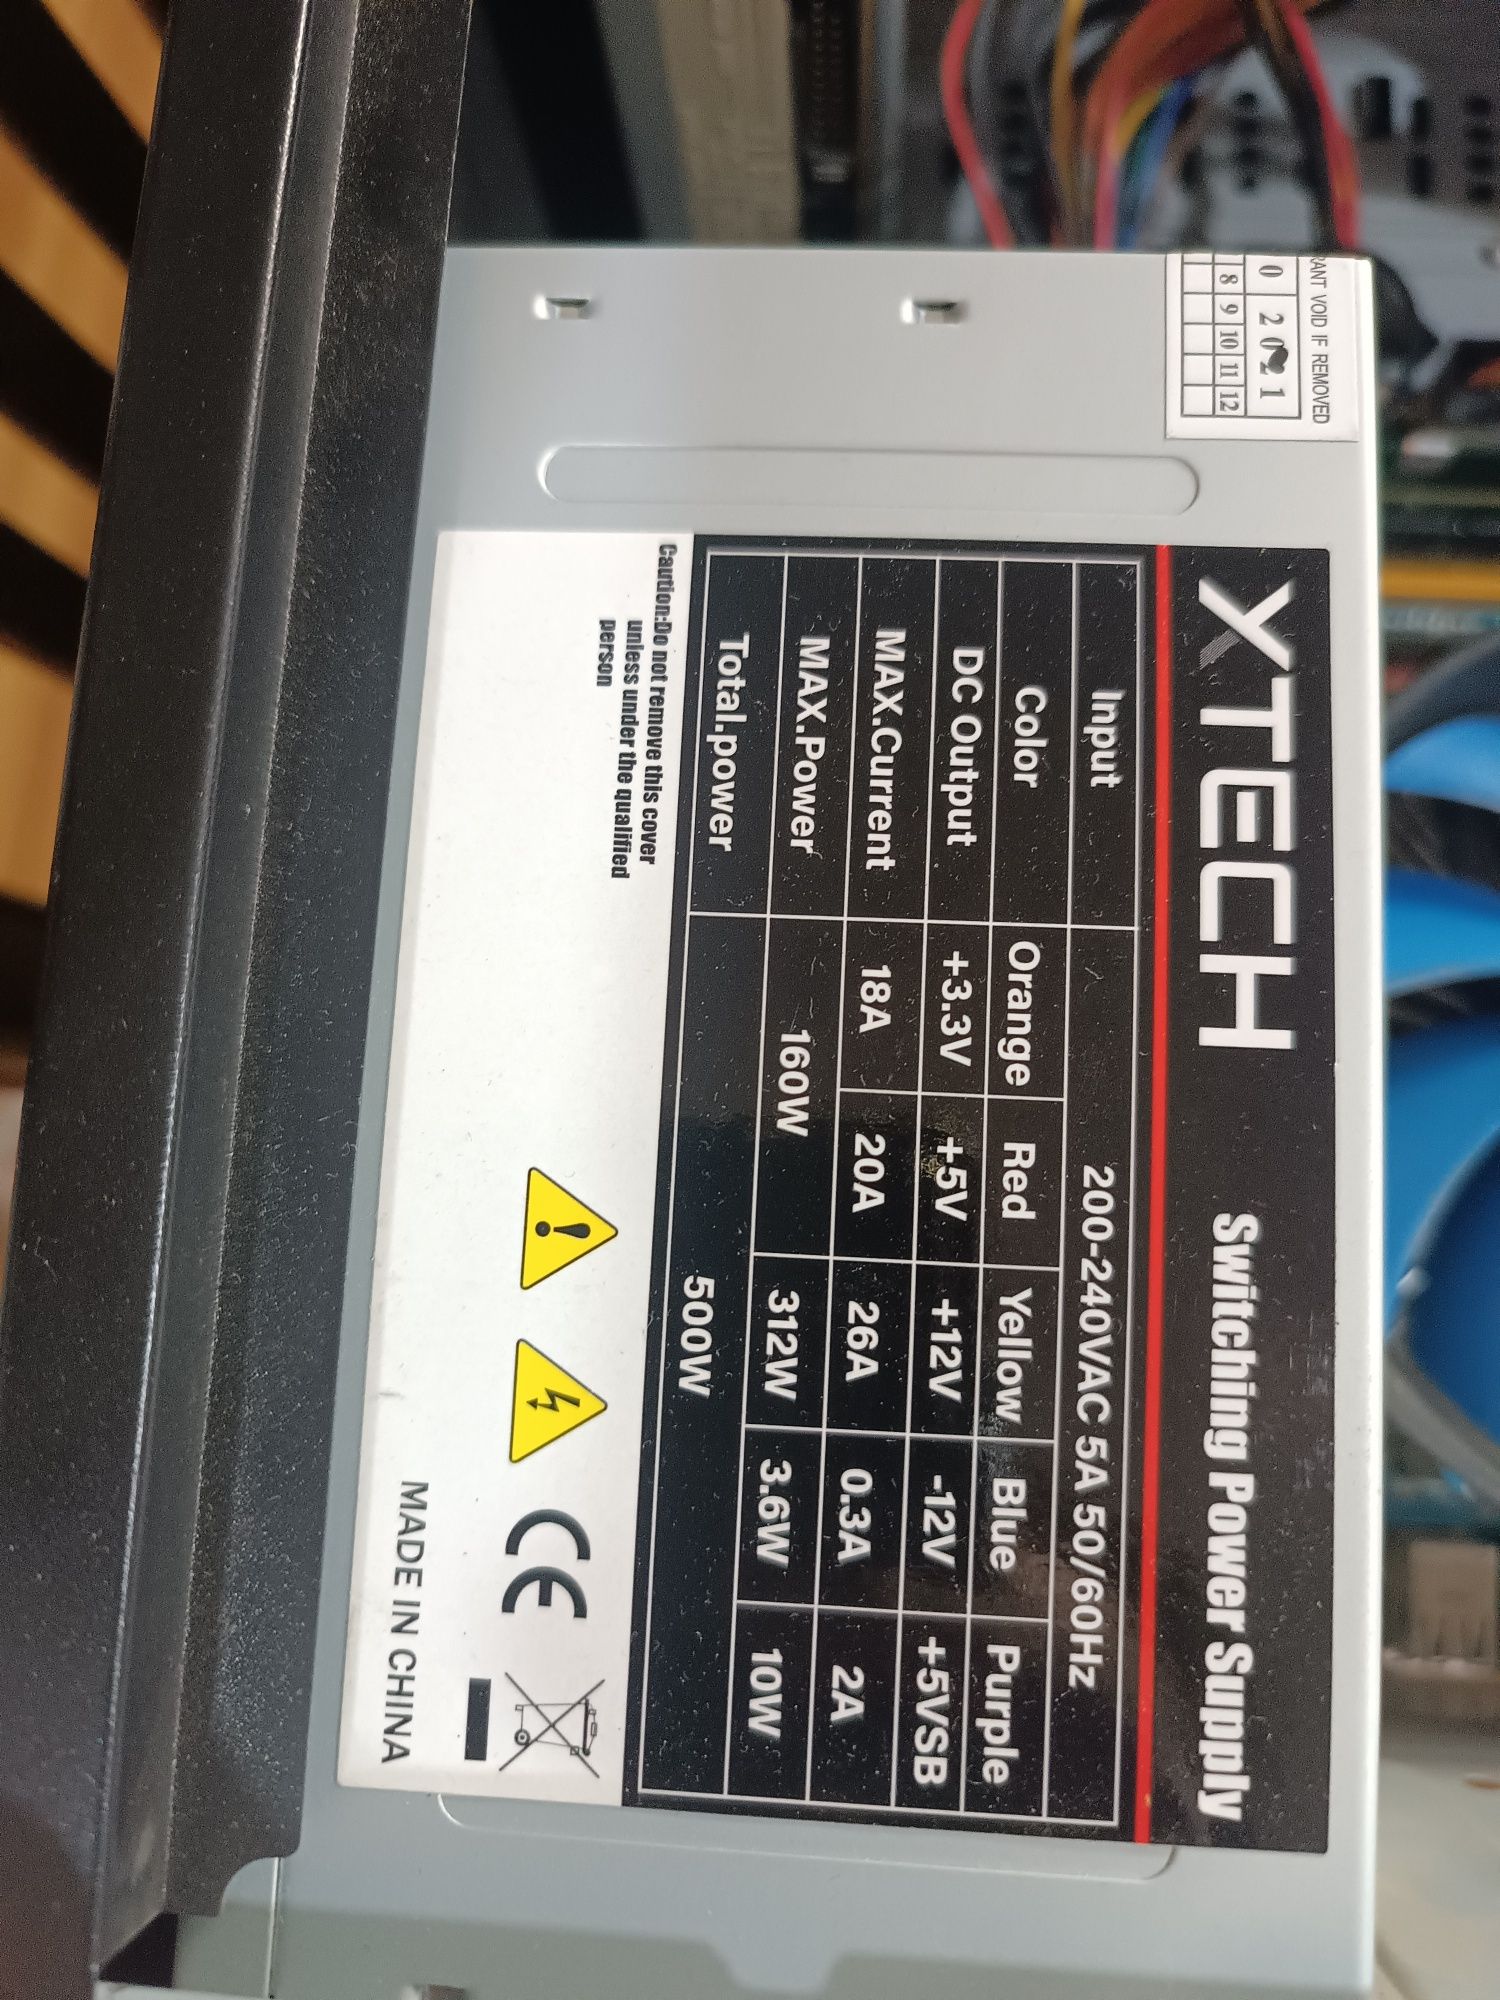 RANT VOID IF REMOVED
0 2021
8 9 10 11 12
XTECH Switching Power Supply
Input 200-240VAC 5A 50/60Hz
Color Orange Red Yellow Blue Purple
DC Output +3.3V +5V +12V -12V +5VSB
MAX.Current 18A 20A 26A 0.3A 2A
MAX.Power 160W 312W 3.6W 10W
Total.power 500W
Caution:Do not remove this cover
unless under the qualified
person
CE
MADE IN CHINA